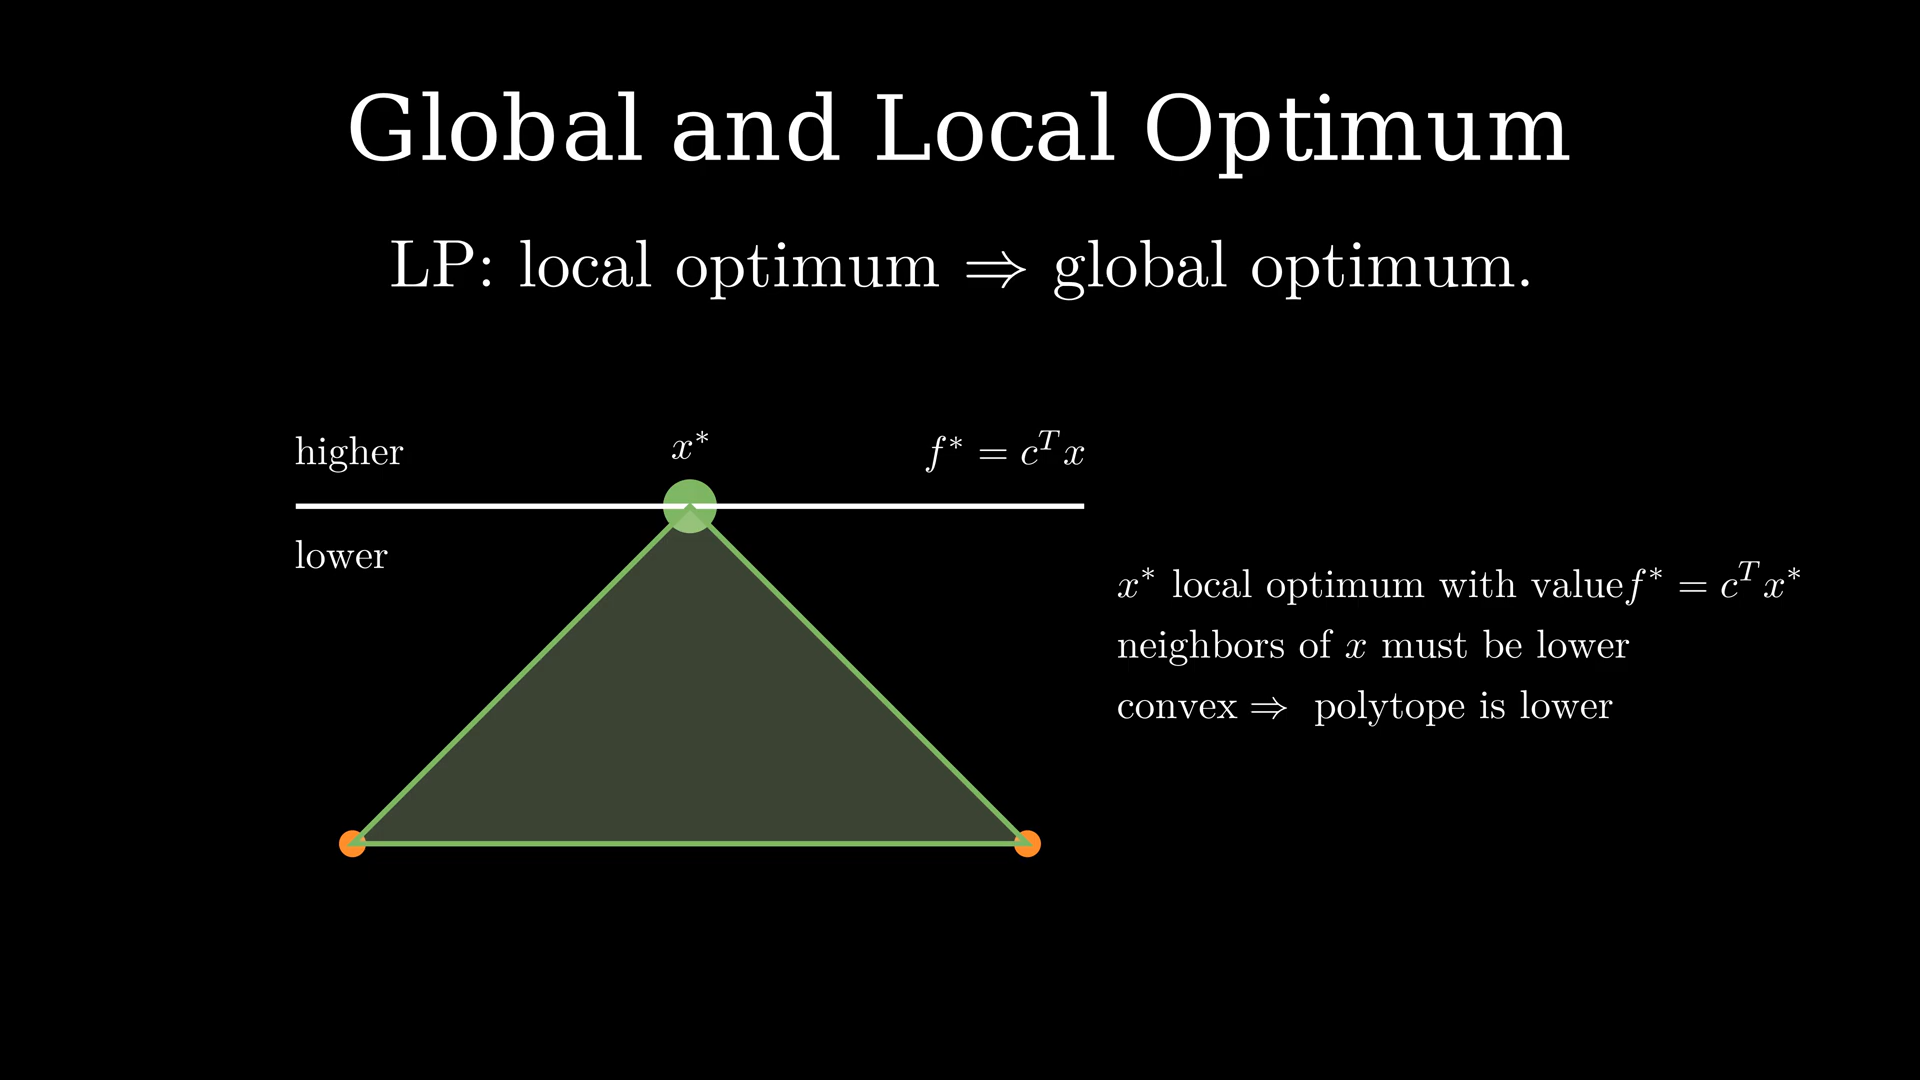 Global and Local Optimum
LP: local optimum ⇒ global optimum.
higher
x*
f* = c^T x
lower
x* local optimum with valuef* = c^T x*
neighbors of x must be lower
convex ⇒ polytope is lower